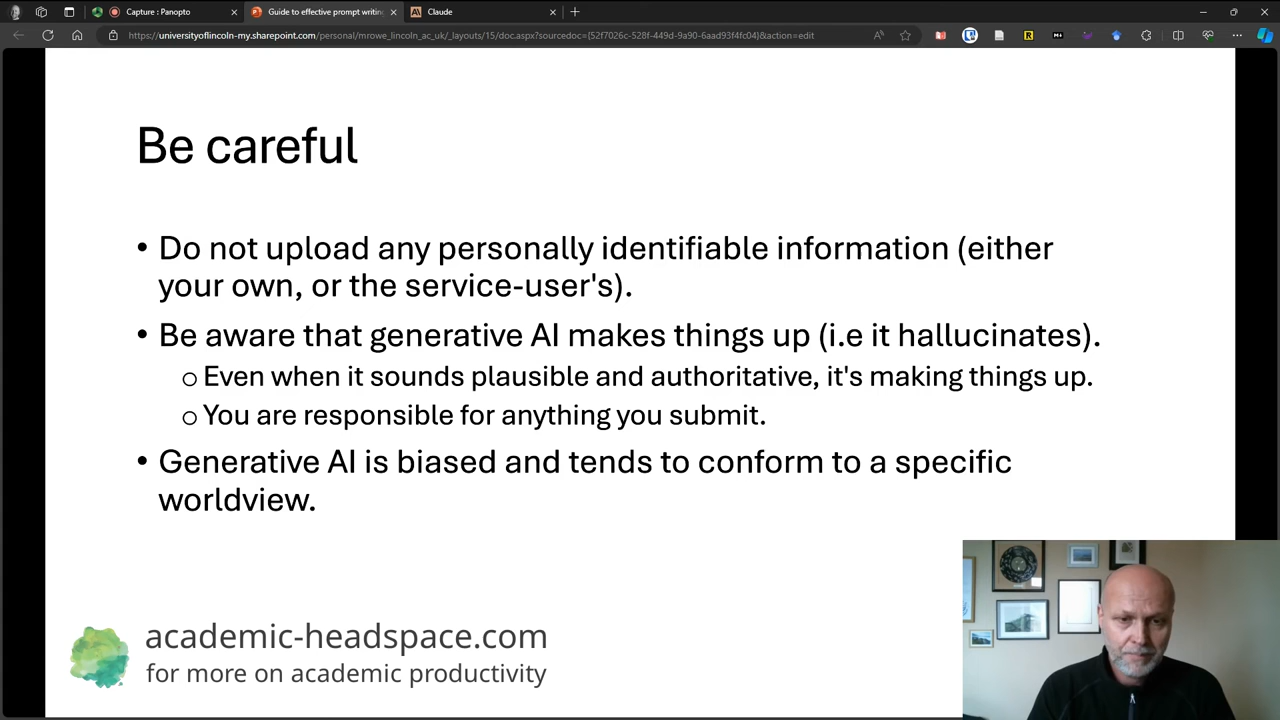 Capture : Panopto
Guide to effective prompt writin
Claude
https://universityoflincoln-my.sharepoint.com/personal/mrowe_lincoln_ac_uk/_layouts/15/doc.aspx?sourcedoc={52f7026c-528f-449d-9a90-6aad93f4fc04}&action=edit
Be careful
• Do not upload any personally identifiable information (either
your own, or the service-user's).
• Be aware that generative AI makes things up (i.e it hallucinates).
o Even when it sounds plausible and authoritative, it's making things up.
o You are responsible for anything you submit.
• Generative AI is biased and tends to conform to a specific
worldview.
academic-headspace.com
for more on academic productivity